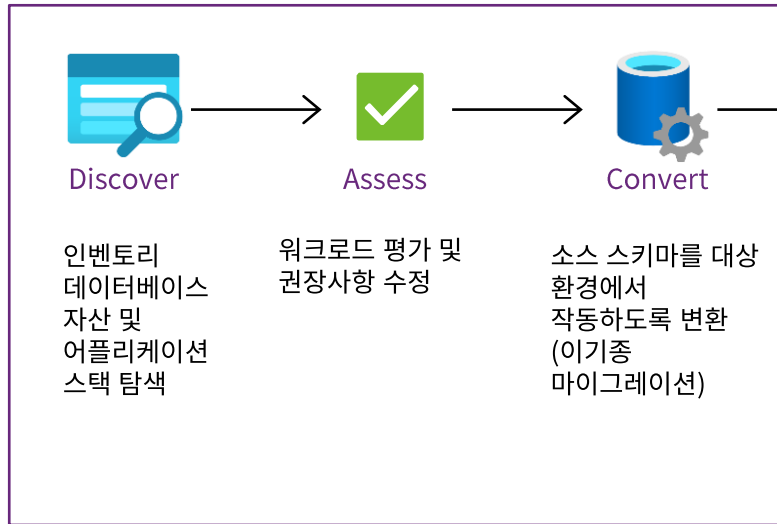 Discover
인벤토리
데이터베이스
자산 및
어플리케이션
스택 탐색
Assess
워크로드 평가 및
권장사항 수정
Convert
소스 스키마를 대상
환경에서
작동하도록 변환
(이기종
마이그레이션)